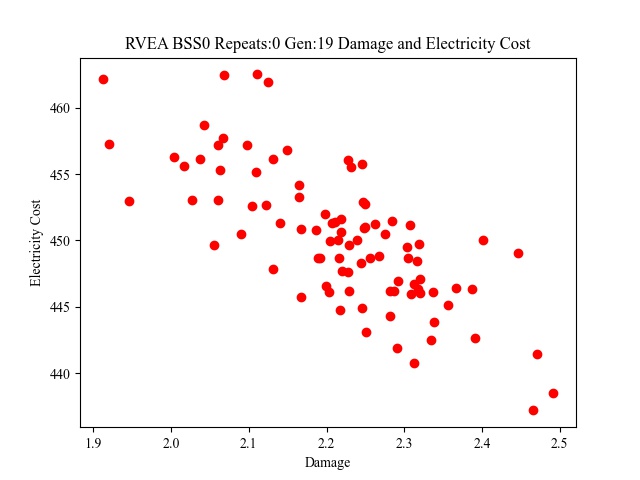 RVEA BSS0 Repeats:0 Gen:19 Damage and Electricity Cost
460
455
450
445
440
Electricity Cost
1.9 2.0 2.1 2.2 2.3 2.4 2.5
Damage